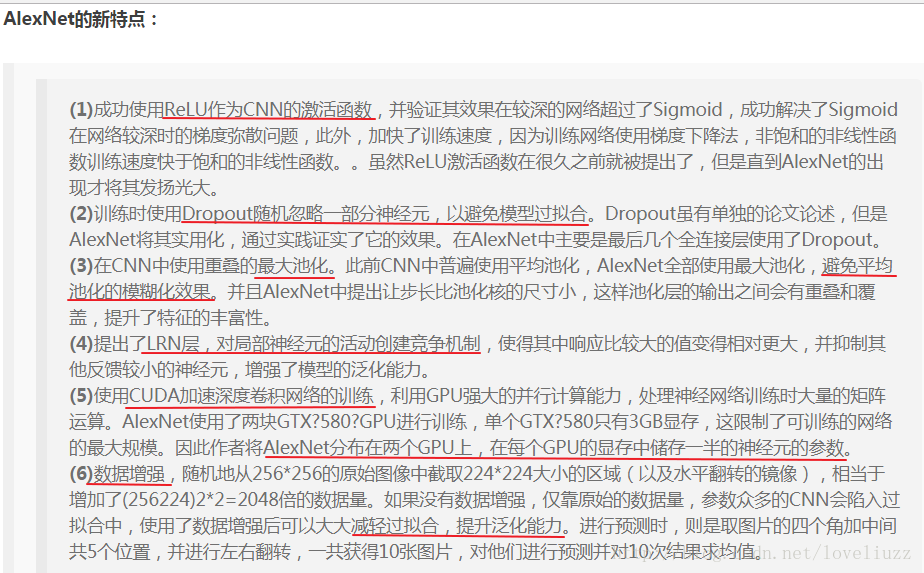 AlexNet的新特点：
(1)成功使用ReLU作为CNN的激活函数，并验证其效果在较深的网络超过了Sigmoid，成功解决了Sigmoid
在网络较深时的梯度弥散问题，此外，加快了训练速度，因为训练网络使用梯度下降法，非饱和的非线性函
数训练速度快于饱和的非线性函数。。虽然ReLU激活函数在很久之前就被提出了，但是直到AlexNet的出
现才将其发扬光大。
(2)训练时使用Dropout随机忽略一部分神经元，以避免模型过拟合。Dropout虽有单独的论文论述，但是
AlexNet将其实用化，通过实践证实了它的效果。在AlexNet中主要是最后几个全连接层使用了Dropout。
(3)在CNN中使用重叠的最大池化。此前CNN中普遍使用平均池化，AlexNet全部使用最大池化，避免平均
池化的模糊化效果。并且AlexNet中提出让步长比池化核的尺寸小，这样池化层的输出之间会有重叠和覆
盖，提升了特征的丰富性。
(4)提出了LRN层，对局部神经元的活动创建竞争机制，使得其中响应比较大的值变得相对更大，并抑制其
他反馈较小的神经元，增强了模型的泛化能力。
(5)使用CUDA加速深度卷积网络的训练，利用GPU强大的并行计算能力，处理神经网络训练时大量的矩阵
运算。AlexNet使用了两块GTX?580?GPU进行训练，单个GTX?580只有3GB显存，这限制了可训练的网络
的最大规模。因此作者将AlexNet分布在两个GPU上，在每个GPU的显存中储存一半的神经元的参数。
(6)数据增强，随机地从256*256的原始图像中截取224*224大小的区域（以及水平翻转的镜像），相当于
增加了(256224)2*2=2048倍的数据量。如果没有数据增强，仅靠原始的数据量，参数众多的CNN会陷入过
拟合中，使用了数据增强后可以大大减轻过拟合，提升泛化能力。进行预测时，则是取图片的四个角加中间
共5个位置，并进行左右翻转，一共获得10张图片，对他们进行预测并对10次结果求均值。